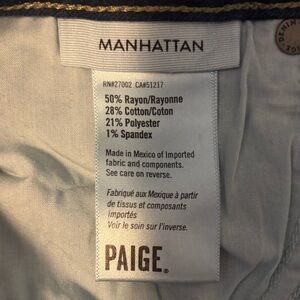 MANHATTAN
RN#27002 CA#51217
50% Rayon/Rayonne
28% Cotton/Coton
21% Polyester
1% Spandex
Made in Mexico of imported
fabric and components.
See care on reverse.
Fabriqué aux Mexique à partir
de tissus et composants
importés
Voir le soin sur l'inverse.
PAIGE.